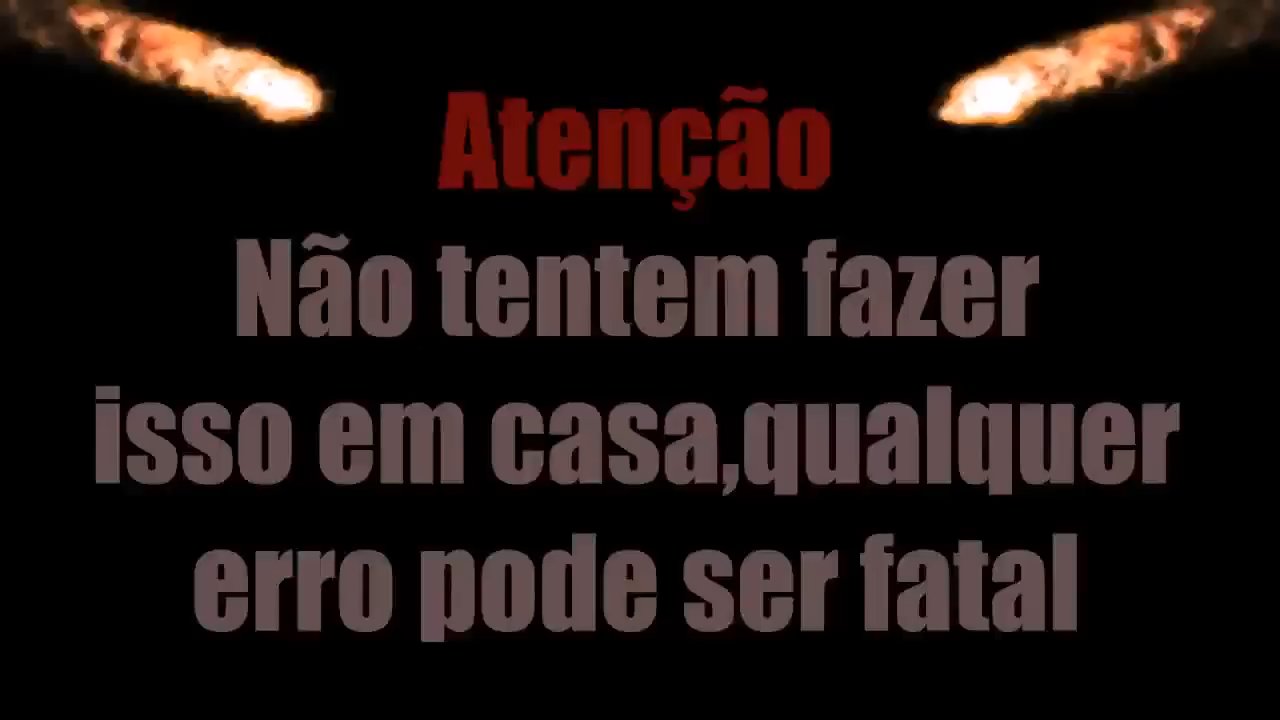 Atenção
Não tentem fazer
isso em casa,qualquer
erro pode ser fatal